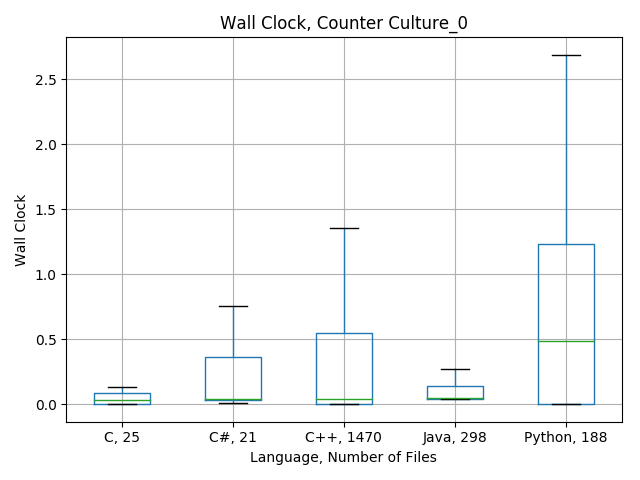 Wall Clock, Counter Culture_0
Wall Clock
2.5
2.0
1.5
1.0
0.5
0.0
C, 25
C#, 21
C++, 1470
Java, 298
Python, 188
Language, Number of Files